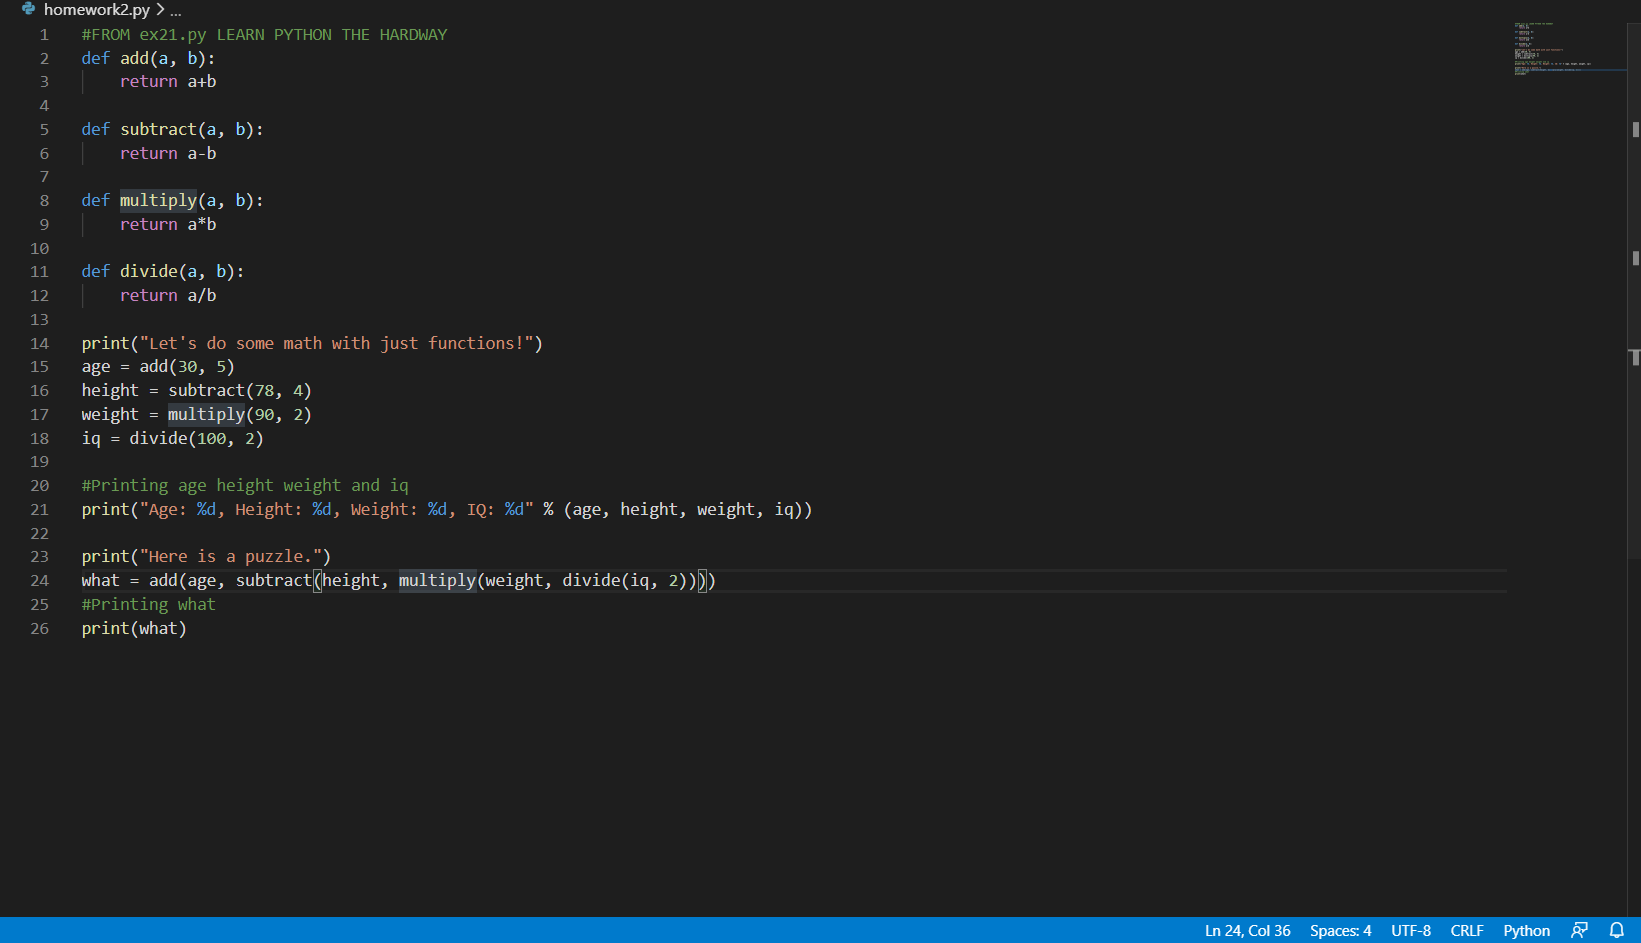 homework2.py > ...
1 #FROM ex21.py LEARN PYTHON THE HARDWAY
2 def add(a, b):
3     return a+b
4
5 def subtract(a, b):
6     return a-b
7
8 def multiply(a, b):
9     return a*b
10
11 def divide(a, b):
12     return a/b
13
14 print("Let's do some math with just functions!")
15 age = add(30, 5)
16 height = subtract(78, 4)
17 weight = multiply(90, 2)
18 iq = divide(100, 2)
19
20 #Printing age height weight and iq
21 print("Age: %d, Height: %d, Weight: %d, IQ: %d" % (age, height, weight, iq))
22
23 print("Here is a puzzle.")
24 what = add(age, subtract(height, multiply(weight, divide(iq, 2))))
25 #Printing what
26 print(what)
Ln 24, Col 36 Spaces: 4 UTF-8 CRLF Python